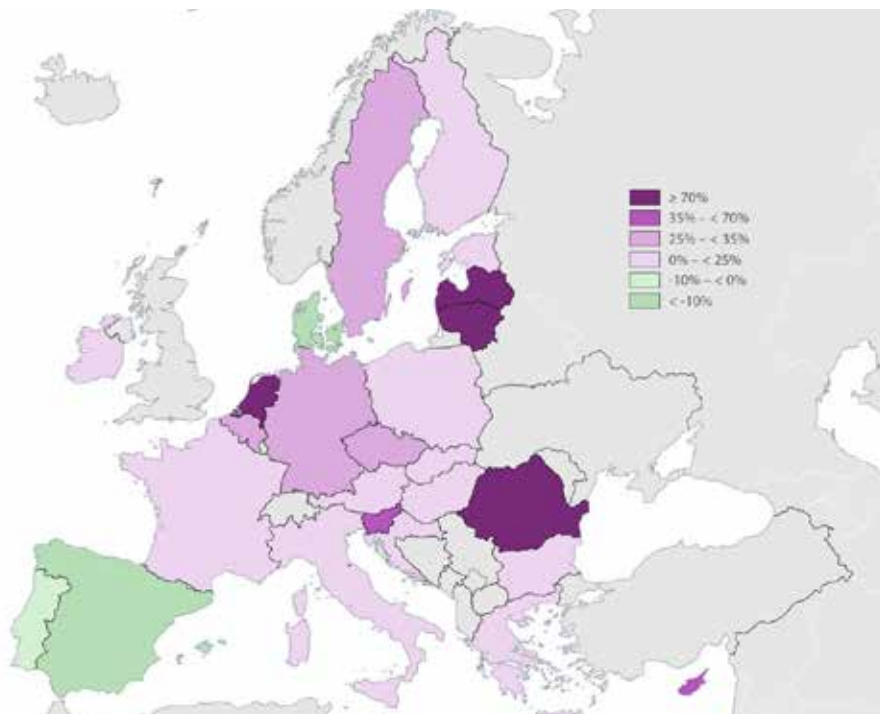 ≥ 70%
35% – < 70%
25% – < 35%
0% – < 25%
-10% – < 0%
< -10%